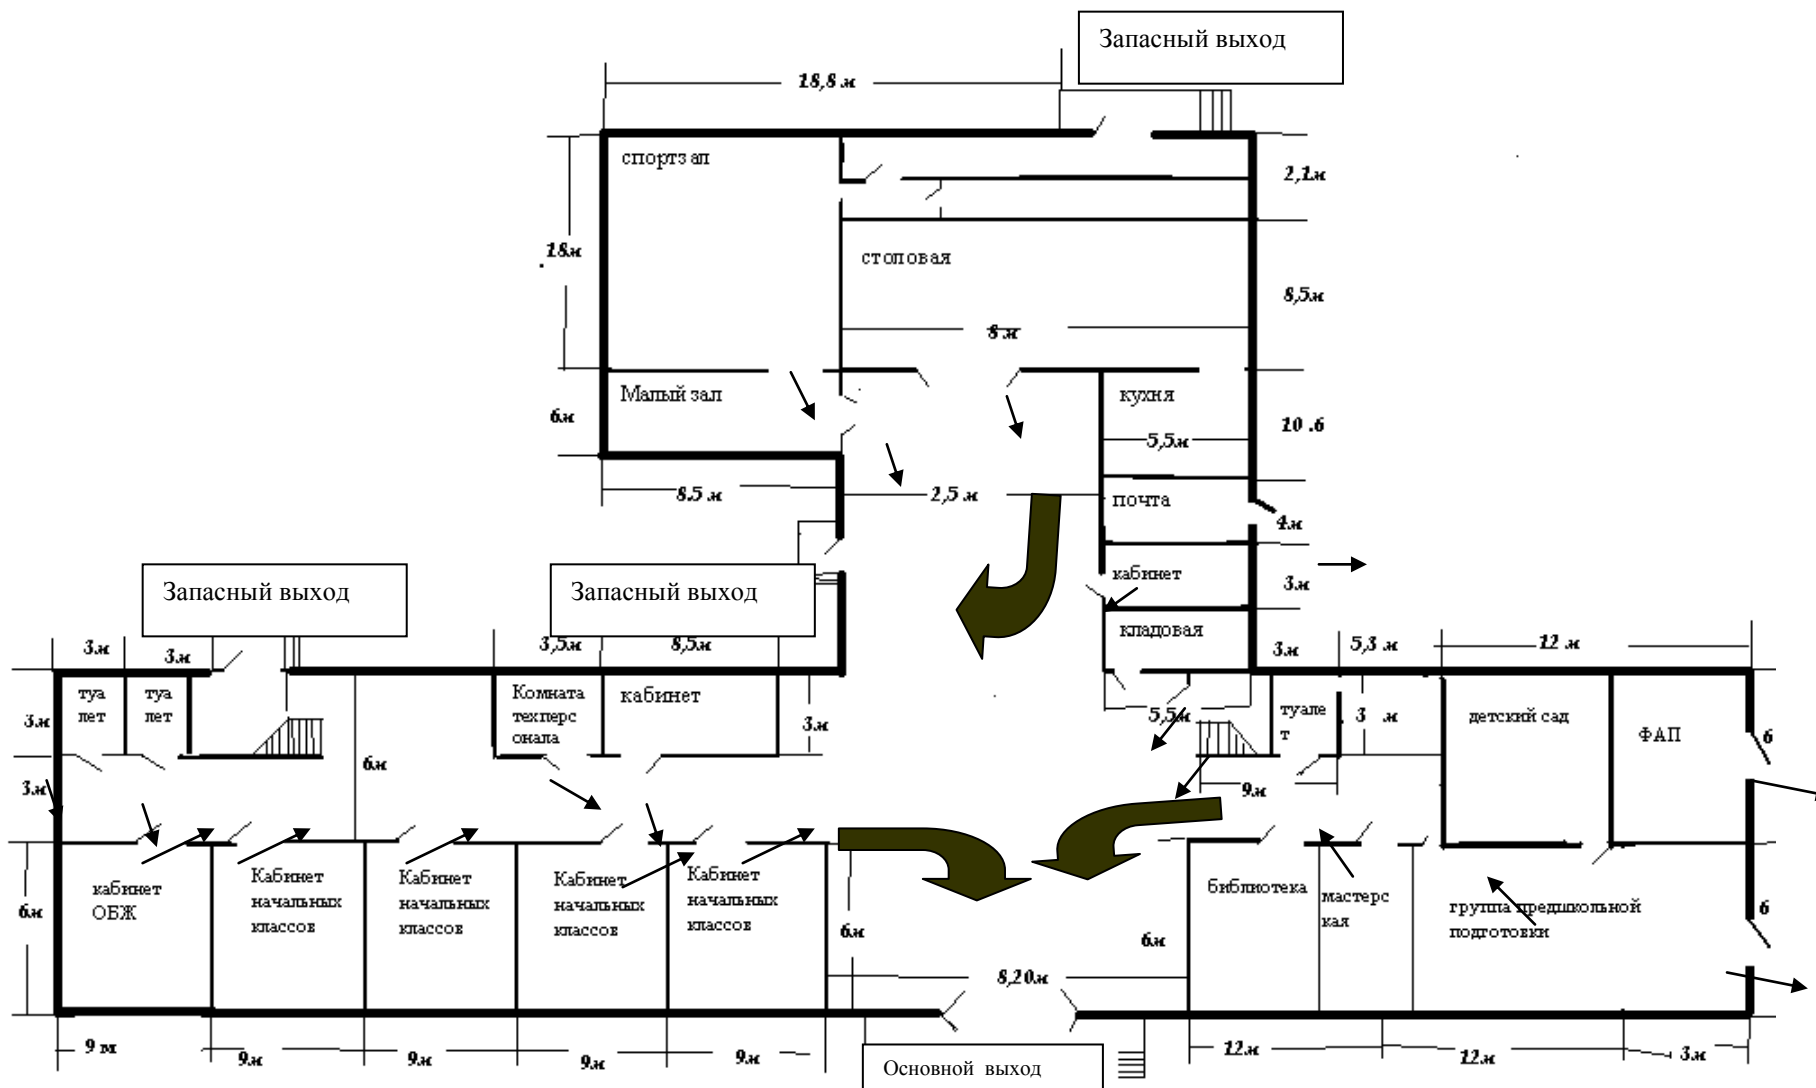 Запасный выход
18,8 м
спортзал
2,1м
18м
столовая
8,5м
8 м
Малый зал
кухня
6м
10 .6
5,5м
8.5 м
2,5 м
почта
4м
Запасный выход
Запасный выход
кабинет
3м
кладовая
3м
3м
3,5м
8,5м
3м
5,3 м
12 м
туа
лет
туа
лет
Комната
техперс
онала
кабинет
3м
3м
5,5м
туале
т
3 м
детский сад
ФАП
6
6м
3м
9м
кабинет
ОБЖ
Кабинет
начальных
классов
Кабинет
начальных
классов
Кабинет
начальных
классов
Кабинет
начальных
классов
библиотека
мастерс
кая
группа предшкольной
подготовки
6
6м
6м
6м
8,20м
9 м
9м
9м
9м
9м
Основной выход
12м
12м
3м